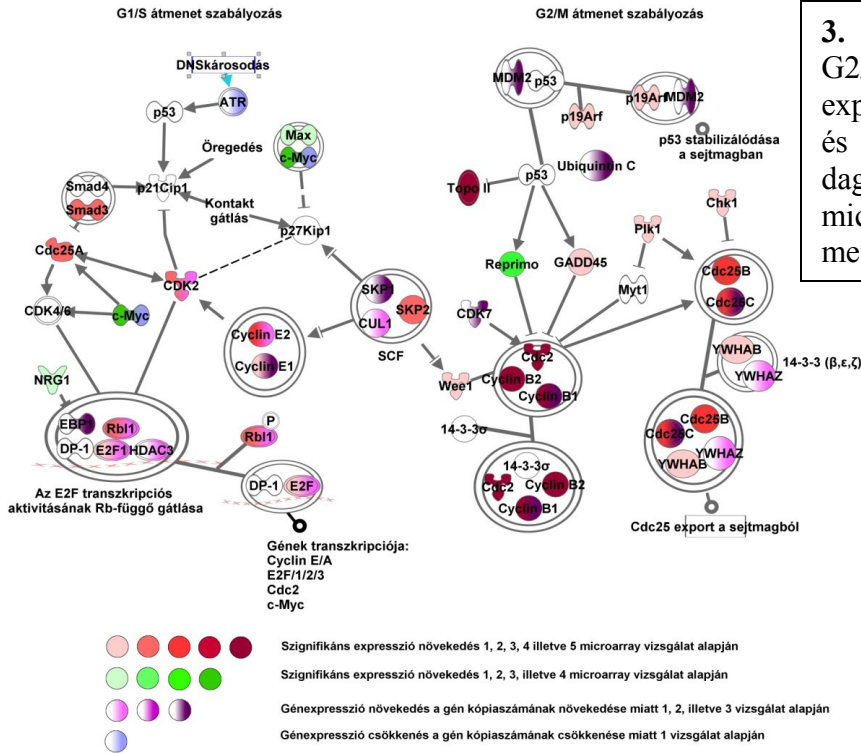 G1/S átmenet szabályozás
DNSkárosodás
ATR
p53
Öregedés
Max
c-Myc
Smad4
Smad3
p21Cip1
Kontakt
gátlás
p27Kip1
Cdc25A
CDK4/6
c-Myc
CDK2
NRG1
Cyclin E2
Cyclin E1
SKP1
SKP2
CUL1
SCF
EBP1
Rbl1
DP-1
E2F1
HDAC3
P
Rbl1
DP-1
E2F
Az E2F transzkripciós
aktivitásának Rb-függő gátlása
Gének transzkripciója:
Cyclin E/A
E2F/1/2/3
Cdc2
c-Myc
G2/M átmenet szabályozás
MDM2
p53
p19Arf
p19Arf
MDM2
p53 stabilizálódása
a sejtmagban
Topo II
p53
Ubiquintin C
Reprimo
GADD45
Plk1
Chk1
Myt1
Cdc25B
Cdc25C
CDK7
Cdc2
Cyclin B2
Cyclin B1
Wee1
14-3-3σ
14-3-3σ
Cdc2
Cyclin B2
Cyclin B1
YWHAB
YWHAZ
14-3-3 (β,ε,ζ)
Cdc25B
Cdc25C
YWHAZ
YWHAB
Cdc25 export a sejtmagból
3.
G2
exp
és
dag
mic
me
Szignifikáns expresszió növekedés 1, 2, 3, 4 illetve 5 microarray vizsgálat alapján
Szignifikáns expresszió növekedés 1, 2, 3, illetve 4 microarray vizsgálat alapján
Génexpresszió növekedés a gén kópiaszámának növekedése miatt 1, 2, illetve 3 vizsgálat alapján
Génexpresszió csökkenés a gén kópiaszámának csökkenése miatt 1 vizsgálat alapján